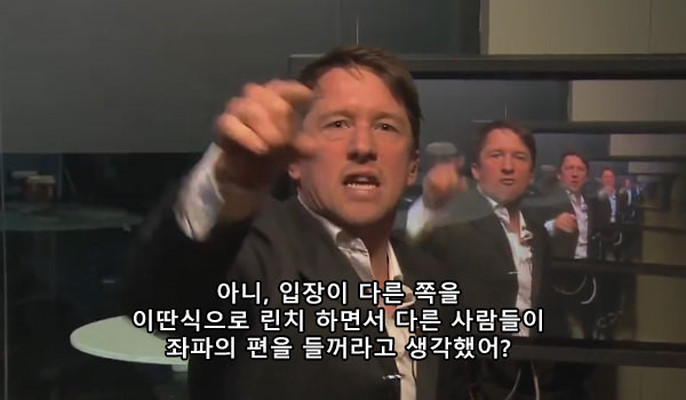 아니, 입장이 다른 쪽을
이딴식으로 린치 하면서 다른 사람들이
좌파의 편을 들꺼라고 생각했어?